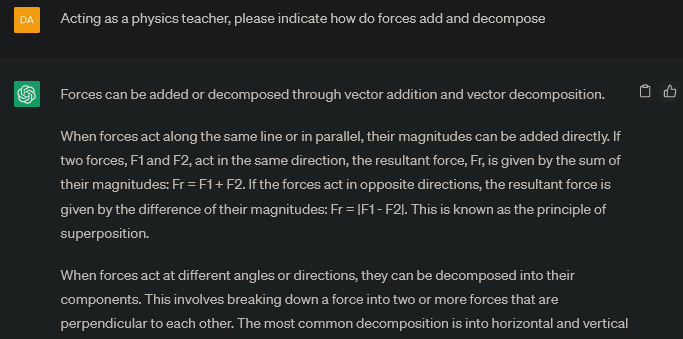 DA
Acting as a physics teacher, please indicate how do forces add and decompose
Forces can be added or decomposed through vector addition and vector decomposition.
When forces act along the same line or in parallel, their magnitudes can be added directly. If
two forces, F1 and F2, act in the same direction, the resultant force, Fr, is given by the sum of
their magnitudes: Fr = F1 + F2. If the forces act in opposite directions, the resultant force is
given by the difference of their magnitudes: Fr = |F1 - F2|. This is known as the principle of
superposition.
When forces act at different angles or directions, they can be decomposed into their
components. This involves breaking down a force into two or more forces that are
perpendicular to each other. The most common decomposition is into horizontal and vertical